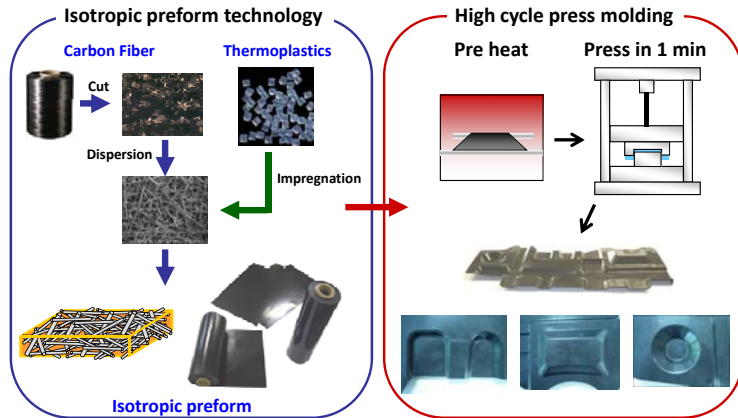 Isotropic preform technology
Carbon Fiber
Thermoplastics
Cut
Dispersion
Impregnation
Isotropic preform
High cycle press molding
Pre heat
Press in 1 min